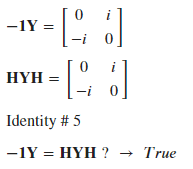 −1Y = [ 0 i
−i 0 ]
HYH = [ 0 i
−i 0 ]
Identity # 5
−1Y = HYH ? → True